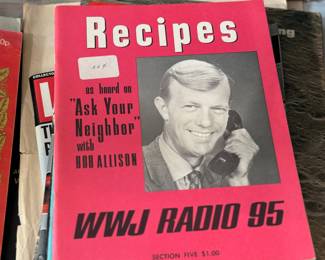 Recipes
as heard on
"Ask Your
Neighbor"
with
BOB ALLISON
WWJ RADIO 95
SECTION FIVE $1.00